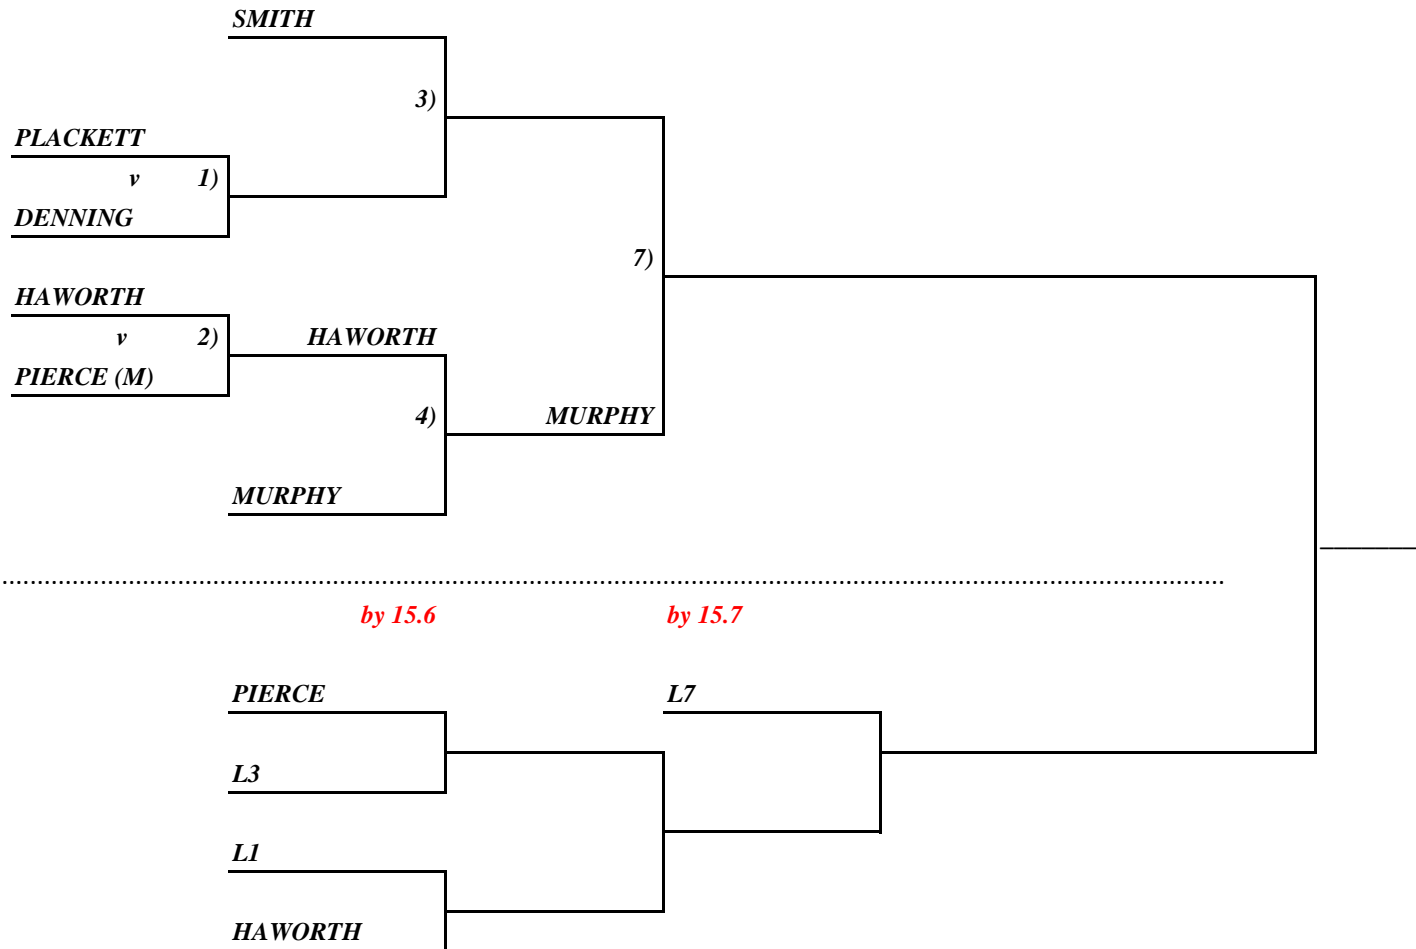 SMITH
3)
PLACKETT
v 1)
DENNING
7)
HAWORTH
v 2) HAWORTH
PIERCE (M)
4) MURPHY
MURPHY
by 15.6 by 15.7
PIERCE L7
L3
L1
HAWORTH